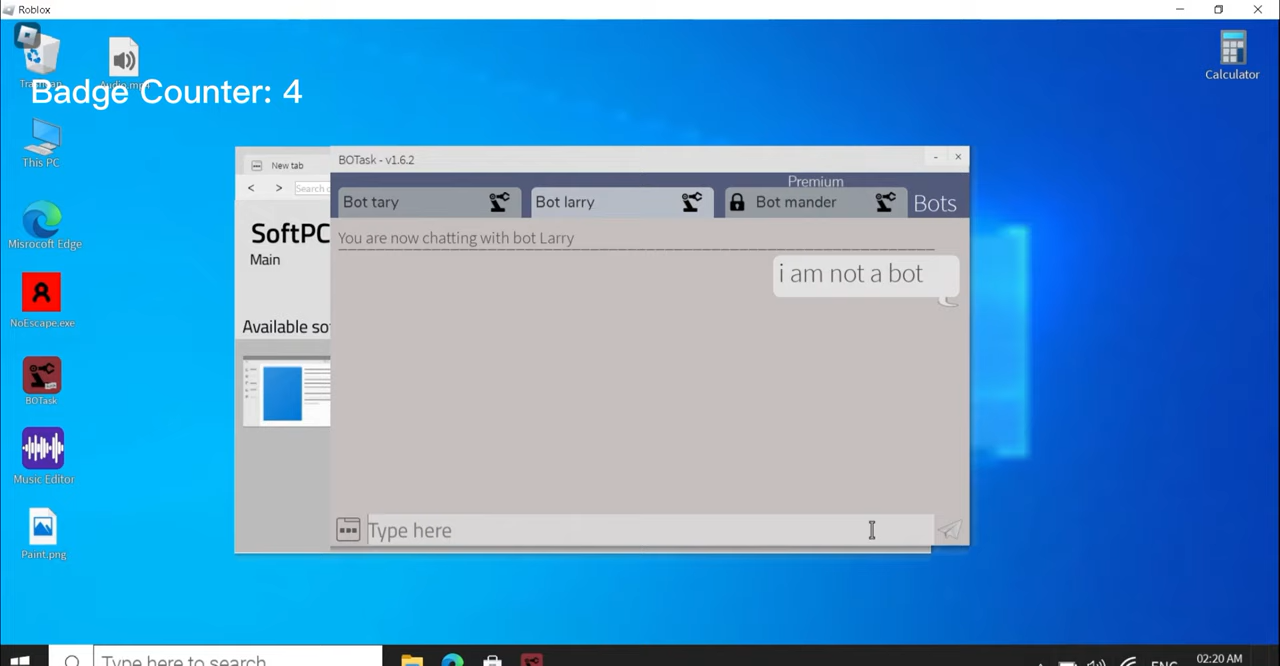 Roblox
Badge Counter: 4
This PC
Misrocoft Edge
NoEscape.exe
BOTask
Music Editor
Paint.png
Calculator
New tab
SoftPC
Main
BOTask - v1.6.2
Bot tary
Bot larry
Premium
Bot mander
Bots
You are now chatting with bot Larry
i am not a bot
Type here
Type here to search
ENG
02:20 AM